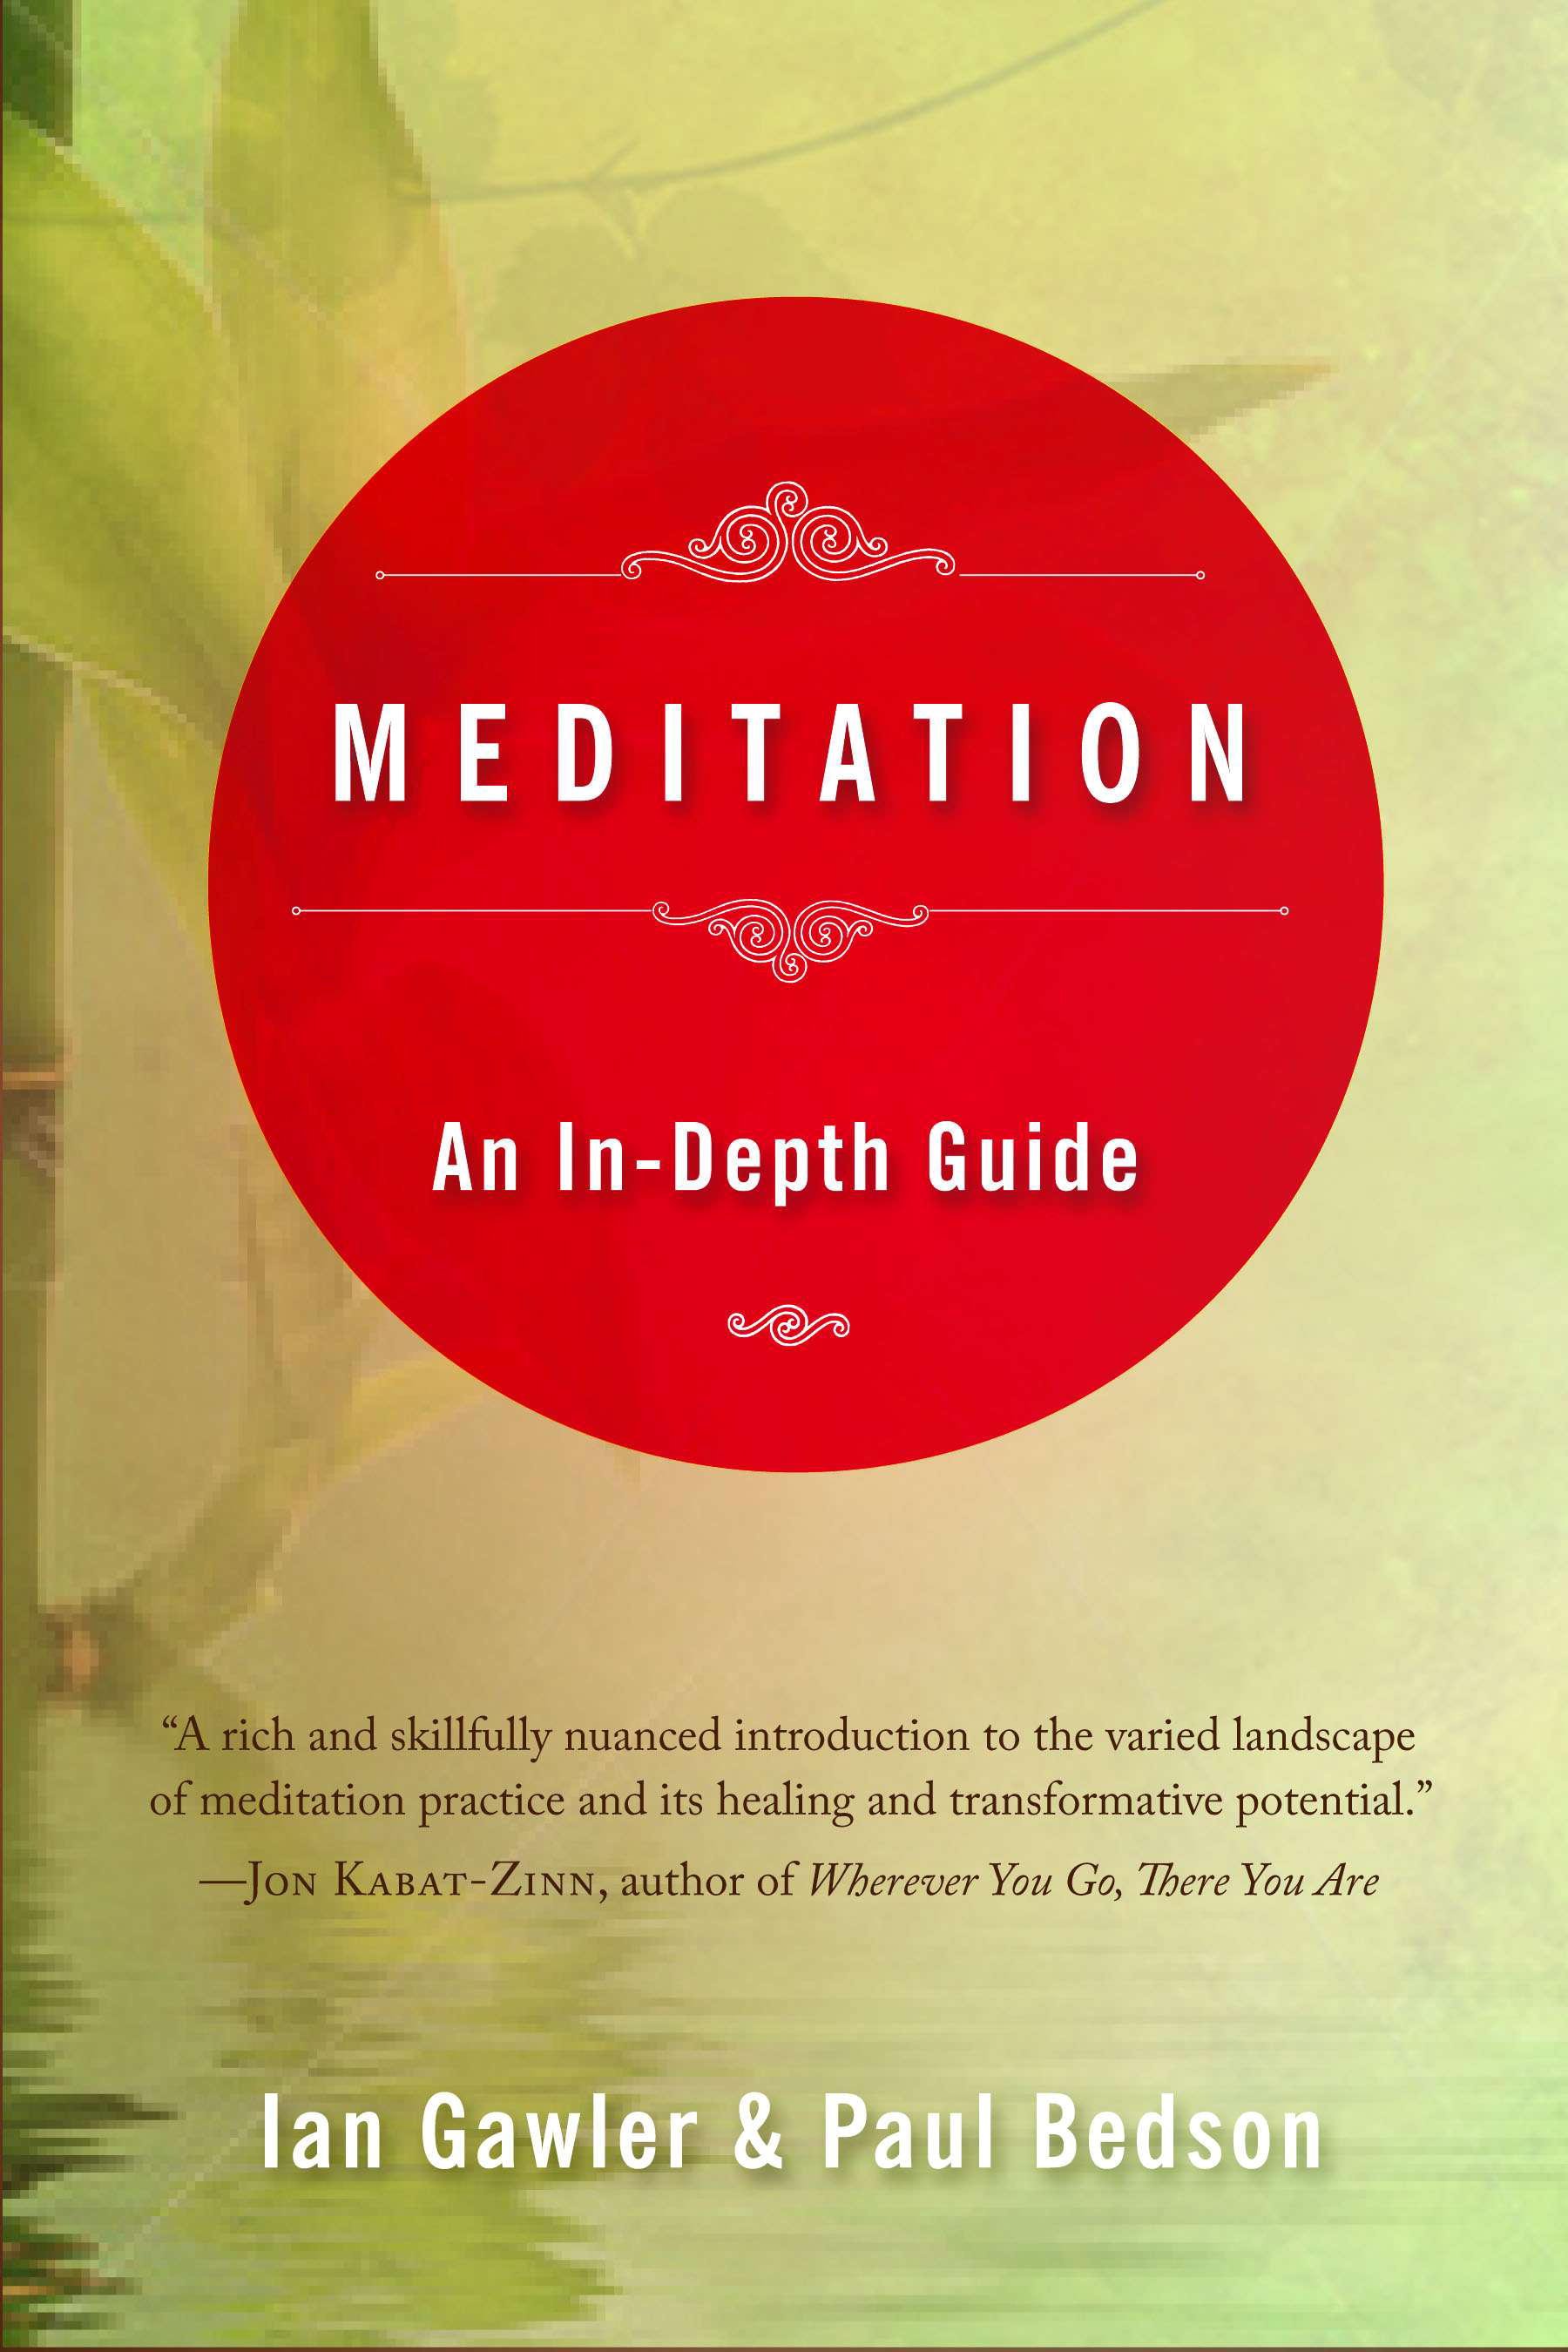 MEDITATION
An In-Depth Guide
“A rich and skillfully nuanced introduction to the varied landscape
of meditation practice and its healing and transformative potential.”
—Jon Kabat-Zinn, author of Wherever You Go, There You Are
Ian Gawler & Paul Bedson